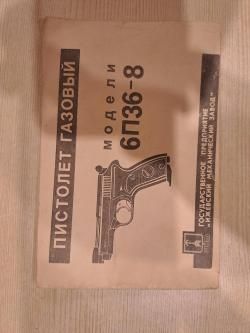 ПИСТОЛЕТ ГАЗОВЫЙ
модели
6П36-8
ГОСУДАРСТВЕННОЕ ПРЕДПРИЯТИЕ
«ИЖЕВСКИЙ МЕХАНИЧЕСКИЙ ЗАВОД»